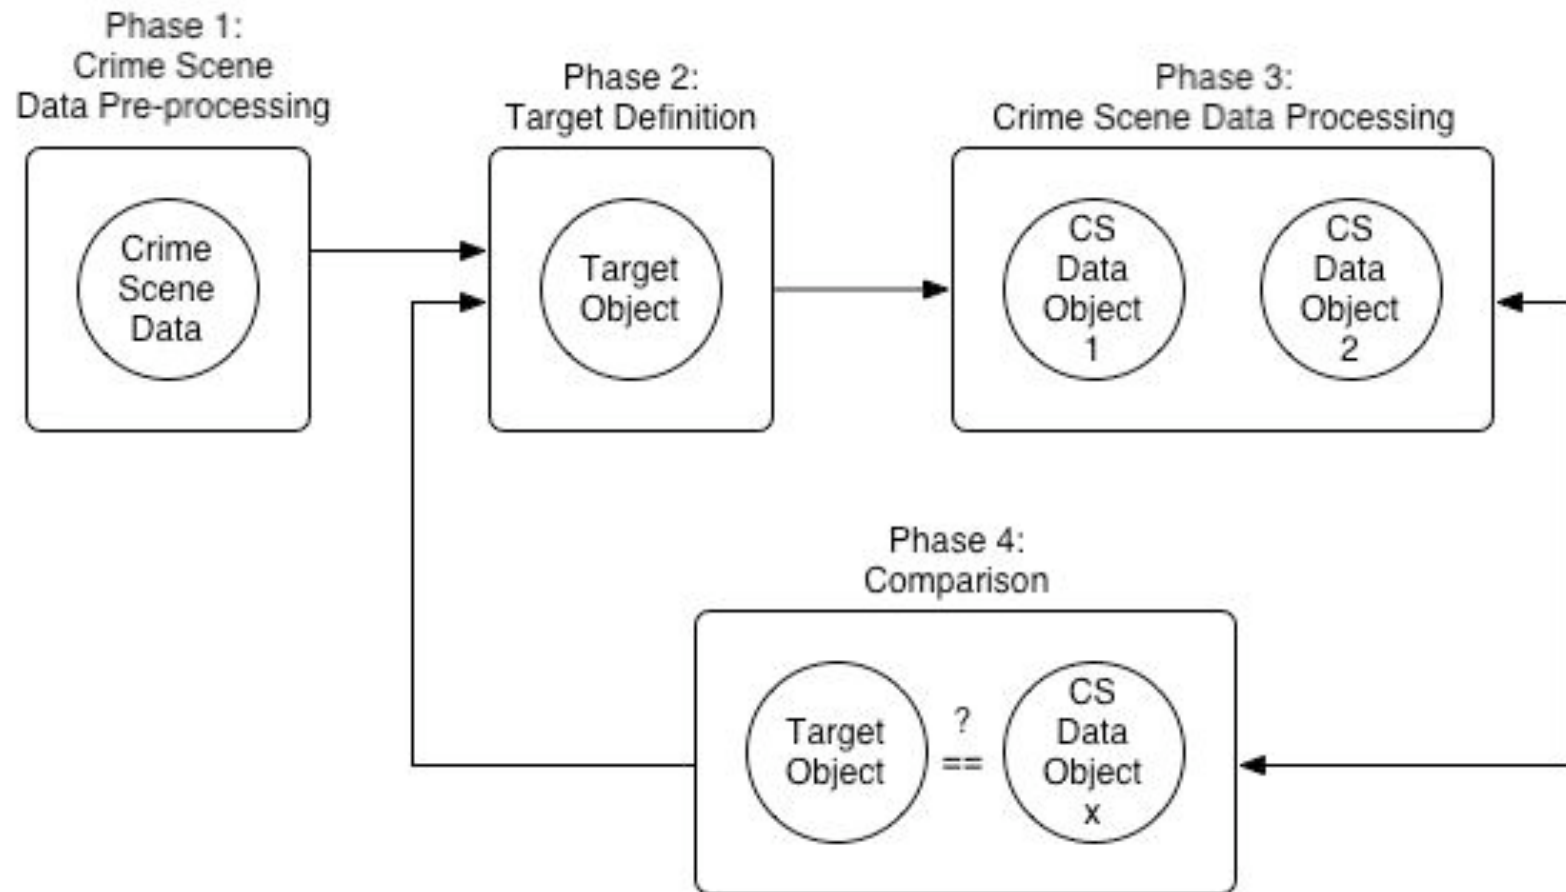 Phase 1:
Crime Scene
Data Pre-processing
Crime
Scene
Data
Phase 2:
Target Definition
Target
Object
Phase 3:
Crime Scene Data Processing
CS
Data
Object
1
CS
Data
Object
2
Phase 4:
Comparison
Target
Object
?
==
CS
Data
Object
x